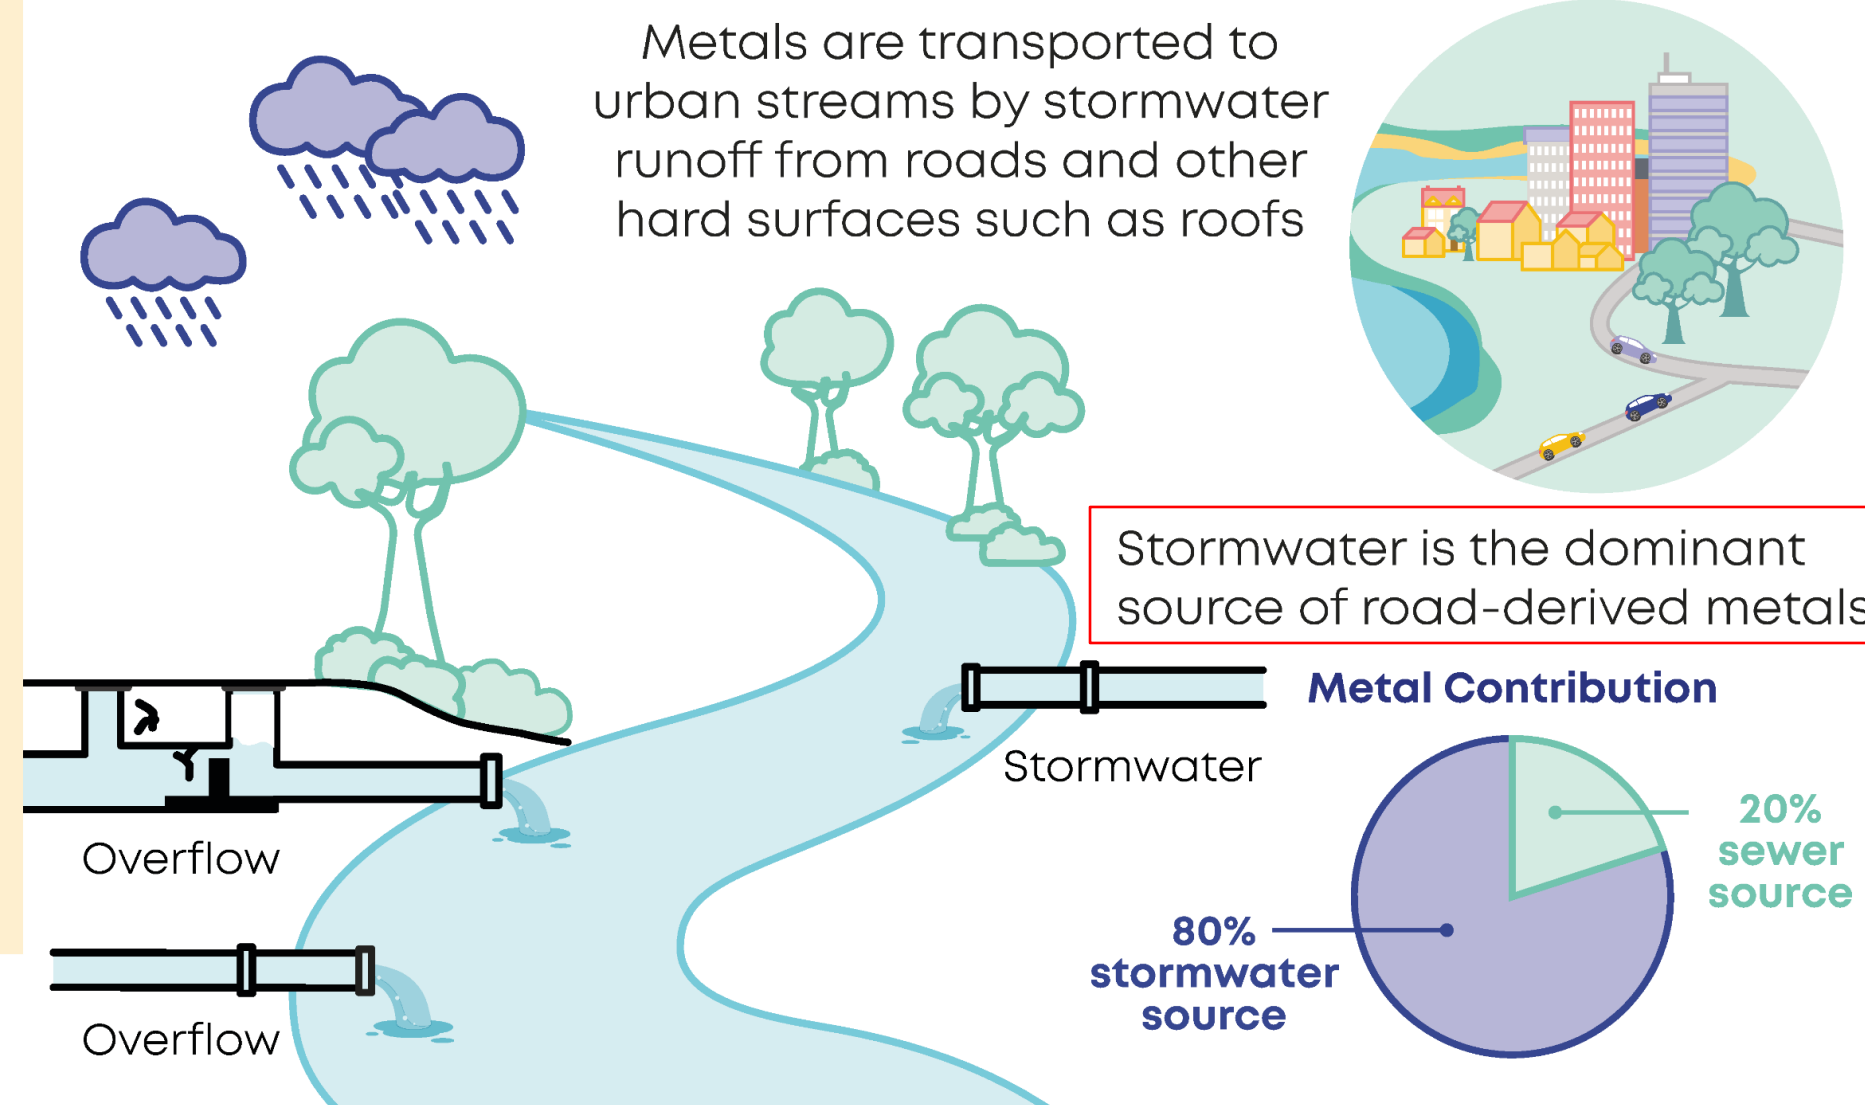 Metals are transported to
urban streams by stormwater
runoff from roads and other
hard surfaces such as roofs
Stormwater is the dominant
source of road-derived metals
Metal Contribution
Stormwater
20%
sewer
source
Overflow
80%
stormwater
source
Overflow